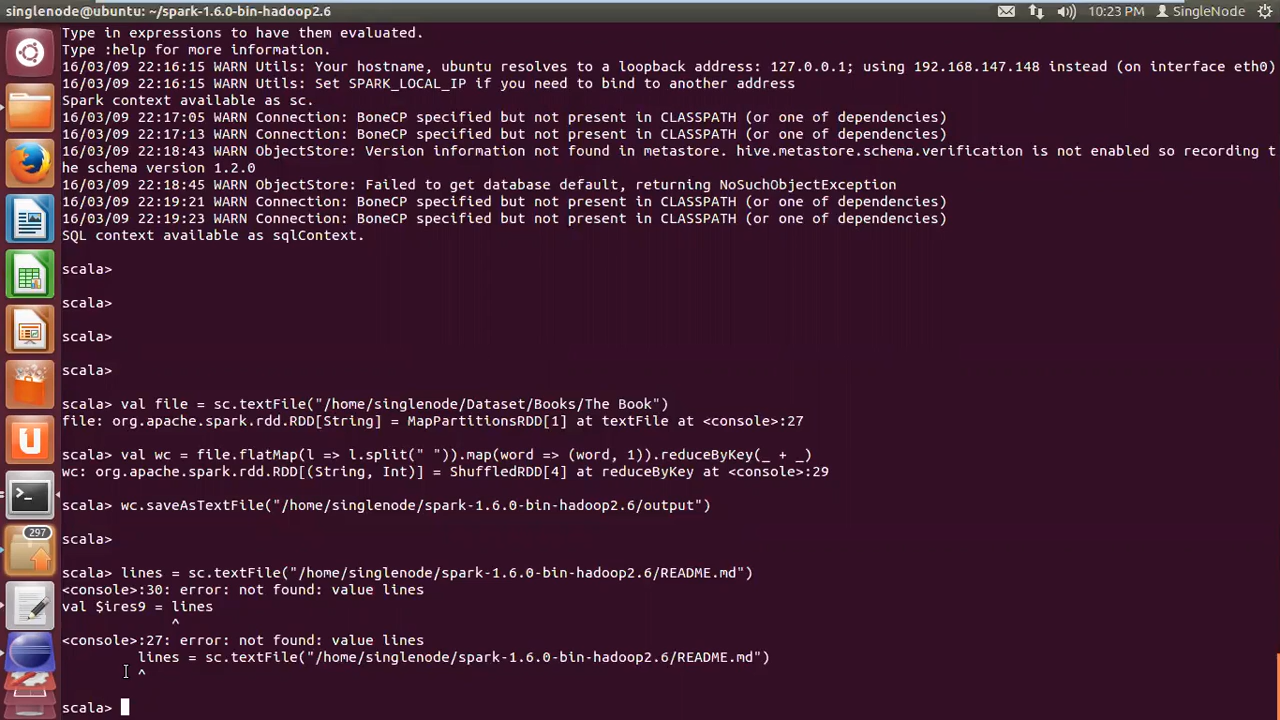 singlenode@ubuntu: ~/spark-1.6.0-bin-hadoop2.6
10:23 PM
SingleNode
Type in expressions to have them evaluated.
Type :help for more information.
16/03/09 22:16:15 WARN Utils: Your hostname, ubuntu resolves to a loopback address: 127.0.0.1; using 192.168.147.148 instead (on interface eth0)
16/03/09 22:16:15 WARN Utils: Set SPARK_LOCAL_IP if you need to bind to another address
Spark context available as sc.
16/03/09 22:17:05 WARN Connection: BoneCP specified but not present in CLASSPATH (or one of dependencies)
16/03/09 22:17:13 WARN Connection: BoneCP specified but not present in CLASSPATH (or one of dependencies)
16/03/09 22:18:43 WARN ObjectStore: Version information not found in metastore. hive.metastore.schema.verification is not enabled so recording t
he schema version 1.2.0
16/03/09 22:18:45 WARN ObjectStore: Failed to get database default, returning NoSuchObjectException
16/03/09 22:19:21 WARN Connection: BoneCP specified but not present in CLASSPATH (or one of dependencies)
16/03/09 22:19:23 WARN Connection: BoneCP specified but not present in CLASSPATH (or one of dependencies)
SQL context available as sqlContext.
scala>
scala>
scala>
scala>
scala> val file = sc.textFile("/home/singlenode/Dataset/Books/The Book")
file: org.apache.spark.rdd.RDD[String] = MapPartitionsRDD[1] at textFile at <console>:27
scala> val wc = file.flatMap(l => l.split(" ")).map(word => (word, 1)).reduceByKey(_ + _)
wc: org.apache.spark.rdd.RDD[(String, Int)] = ShuffledRDD[4] at reduceByKey at <console>:29
scala> wc.saveAsTextFile("/home/singlenode/spark-1.6.0-bin-hadoop2.6/output")
scala>
scala> lines = sc.textFile("/home/singlenode/spark-1.6.0-bin-hadoop2.6/README.md")
<console>:30: error: not found: value lines
val $ires9 = lines
^
<console>:27: error: not found: value lines
lines = sc.textFile("/home/singlenode/spark-1.6.0-bin-hadoop2.6/README.md")
^
scala>
297